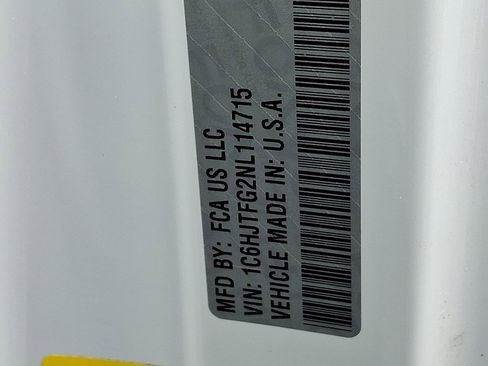 MFD BY: FCA US LLC
VIN: 1C6HJTFG2NL114715
VEHICLE MADE IN: U.S.A.